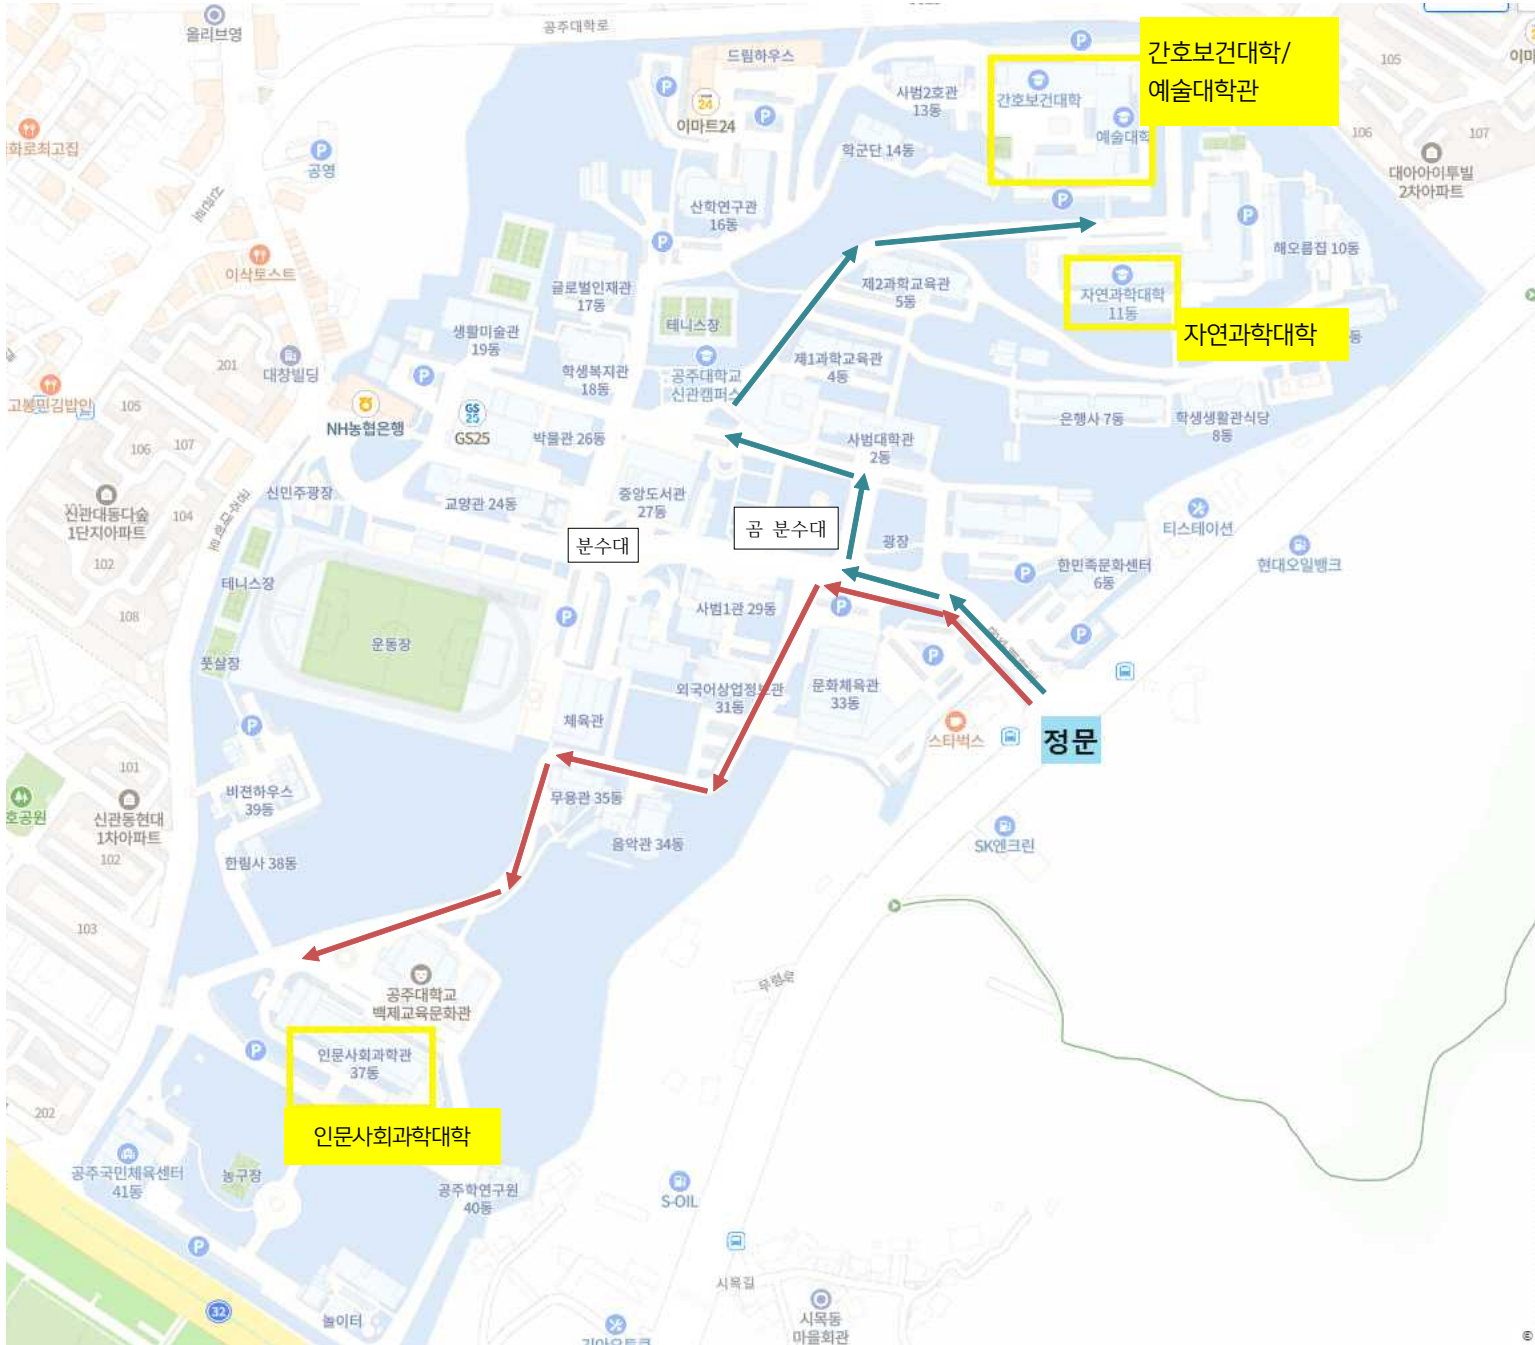 올리브영
공주대학로
드림하우스
이마트24
사범2호관
13동
간호보건대학
예술대학
간호보건대학/
예술대학관
105
106
107
대아아이투빌
2차아파트
학군단 14동
공영
산학연구관
16동
이삭토스트
글로벌인재관
17동
제2과학교육관
5동
자연과학대학
11동
자연과학대학
해오름집 10동
생활미술관
19동
테니스장
학생복지관
18동
공주대학교
신관캠퍼스
제1과학교육관
4동
대창빌딩
201
고봉민김밥인
105
106
107
NH농협은행
GS25
박물관 26동
사범대학관
2동
은행사 7동
학생생활관식당
8동
신관대동다숲
1단지아파트
104
102
108
신민주광장
교양관 24동
중앙도서관
27동
분수대
곰 분수대
광장
티스테이션
현대오일뱅크
한민족문화센터
6동
테니스장
풋살장
운동장
사범1관 29동
외국어상업정보관
31동
문화체육관
33동
스타벅스
정문
체육관
무용관 35동
음악관 34동
SK엔크린
비젼하우스
39동
한림사 38동
101
신관동현대
1차아파트
102
103
호공원
무령로
공주대학교
백제교육문화관
인문사회과학관
37동
인문사회과학대학
202
공주국민체육센터
41동
농구장
공주학연구원
40동
S-OIL
32
놀이터
시목길
시목동
마을회관